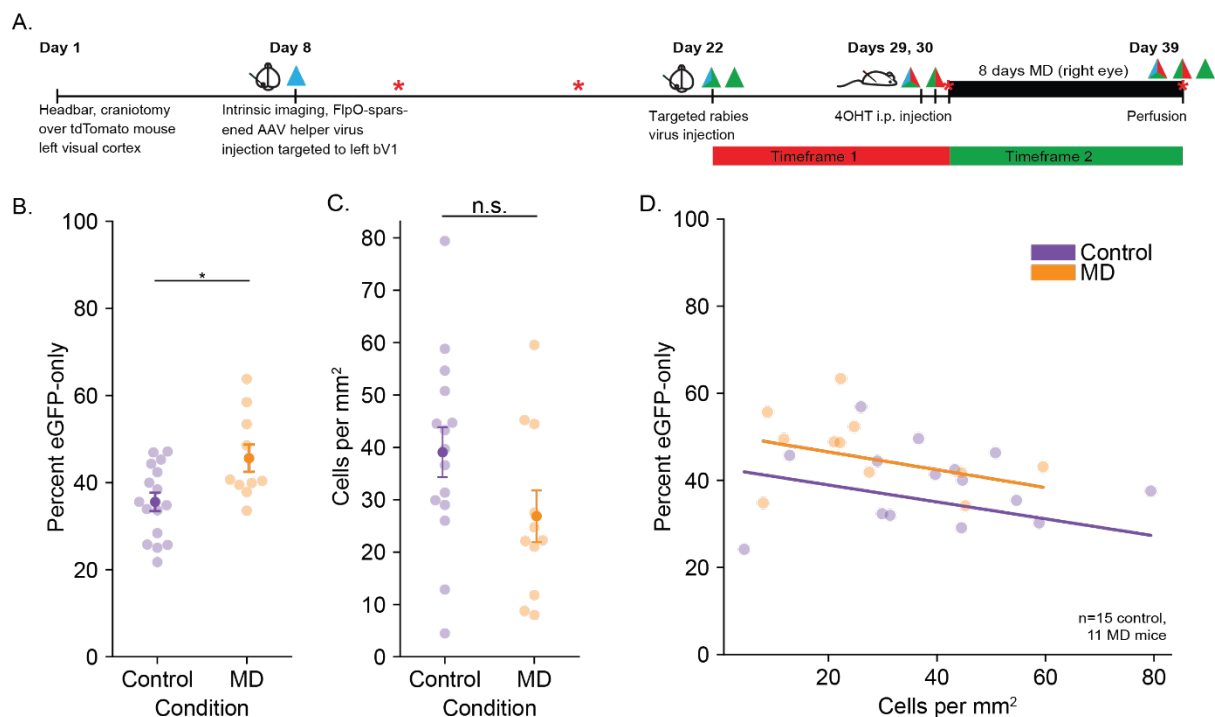 A.
Day 1
Day 8
Day 22
Days 29, 30
Day 39
*
*
*
8 days MD (right eye)
*
Headbar, craniotomy
over tdTomato mouse
left visual cortex
Intrinsic imaging, FlpO-spars-
ened AAV helper virus
injection targeted to left bV1
Targeted rabies
virus injection
4OHT i.p. injection
Perfusion
Timeframe 1
Timeframe 2
B.
100
80
60
40
20
0
Percent eGFP-only
*
Control
MD
Condition
C.
n.s.
80
70
60
50
40
30
20
10
0
Cells per mm²
Control
MD
Condition
D.
100
80
60
40
20
0
Percent eGFP-only
Control
MD
n=15 control,
11 MD mice
20
40
60
80
Cells per mm²